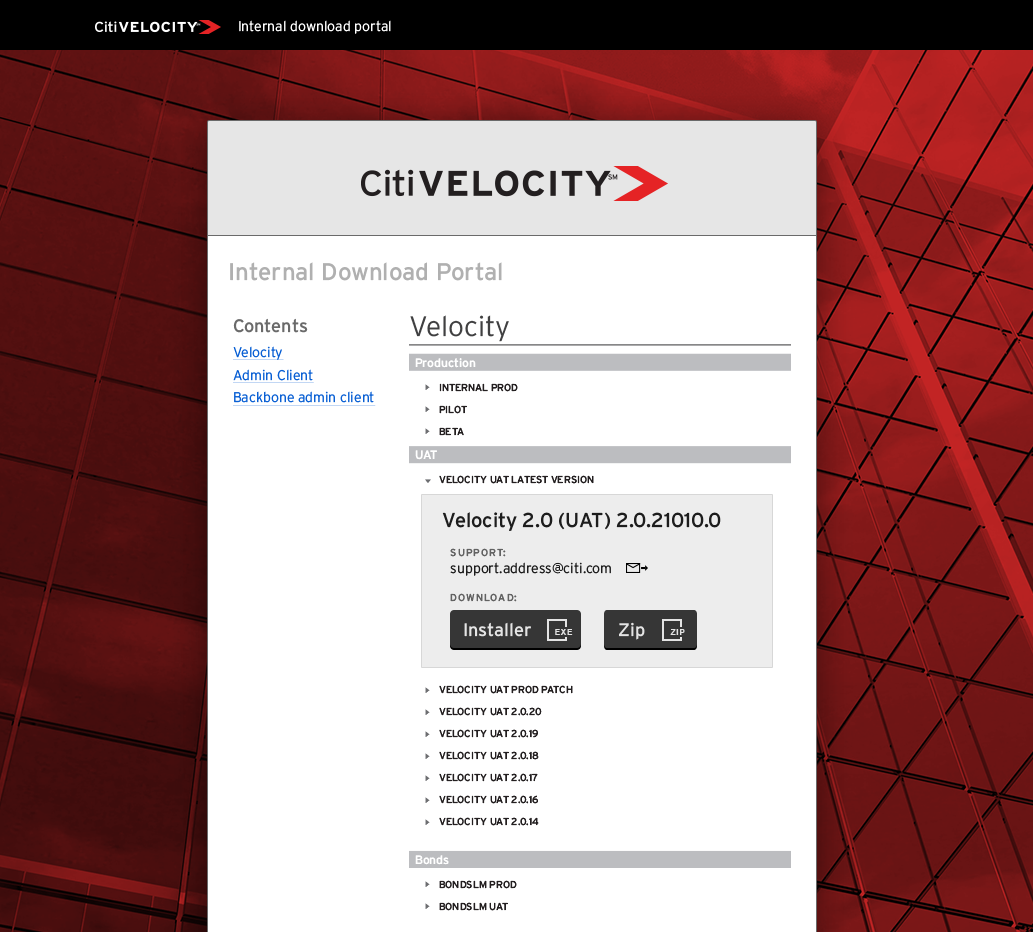 CitiVELOCITY Internal download portal
CitiVELOCITY SM
Internal Download Portal
Contents
Velocity
Admin Client
Backbone admin client
Velocity
Production
INTERNAL PROD
PILOT
BETA
UAT
VELOCITY UAT LATEST VERSION
Velocity 2.0 (UAT) 2.0.21010.0
SUPPORT:
support.address@citi.com
DOWNLOAD:
Installer EXE Zip ZIP
VELOCITY UAT PROD PATCH
VELOCITY UAT 2.0.20
VELOCITY UAT 2.0.19
VELOCITY UAT 2.0.18
VELOCITY UAT 2.0.17
VELOCITY UAT 2.0.16
VELOCITY UAT 2.0.14
Bonds
BONDSLM PROD
BONDSLM UAT